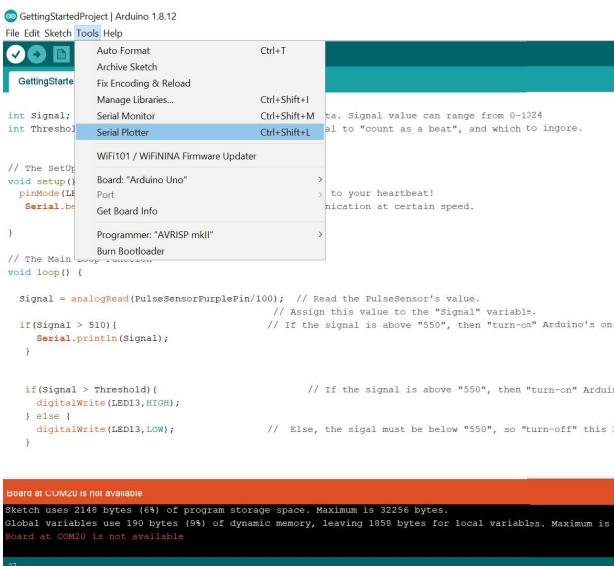 GettingStartedProject | Arduino 1.8.12
File Edit Sketch Tools Help
Auto Format Ctrl+T
Archive Sketch
GettingStarte
Fix Encoding & Reload
Manage Libraries... Ctrl+Shift+I
int Signal; Serial Monitor Ctrl+Shift+M ta. Signal value can range from 0-1024
int Threshol Serial Plotter Ctrl+Shift+L al to "count as a beat", and which to ingore.
WiFi101 / WiFiNINA Firmware Updater
// The SetUp
void setup() Board: "Arduino Uno"
pinMode(LE Port to your heartbeat!
Serial.be Get Board Info nication at certain speed.
} Programmer: "AVRISP mkII"
Burn Bootloader
// The Main Loop Function
void loop() {
Signal = analogRead(PulseSensorPurplePin/100); // Read the PulseSensor's value.
// Assign this value to the "Signal" variable.
if(Signal > 510){ // If the signal is above "550", then "turn-on" Arduino's on-
Serial.println(Signal);
}
if(Signal > Threshold){ // If the signal is above "550", then "turn-on" Ardui
digitalWrite(LED13,HIGH);
} else {
digitalWrite(LED13,LOW); // Else, the sigal must be below "550", so "turn-off" this
}
Board at COM20 is not available
Sketch uses 2148 bytes (6%) of program storage space. Maximum is 32256 bytes.
Global variables use 190 bytes (9%) of dynamic memory, leaving 1858 bytes for local variables. Maximum is
Board at COM20 is not available